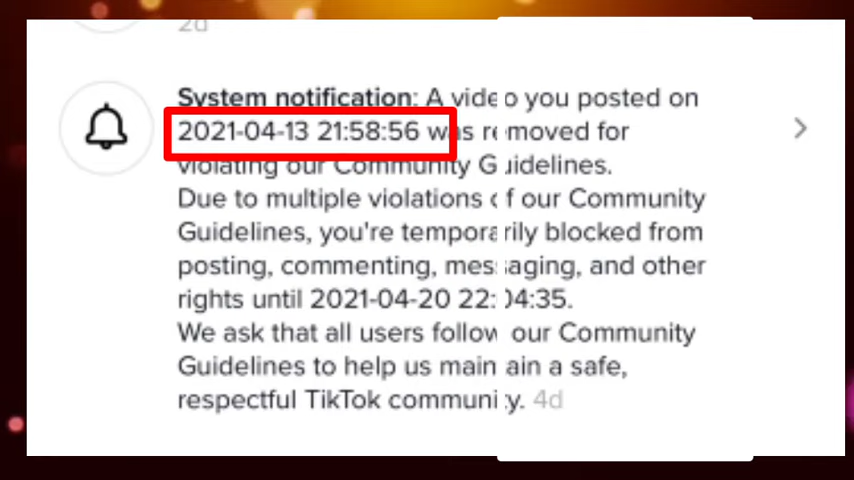 2d
System notification: A video you posted on
2021-04-13 21:58:56 was removed for
violating our Community Guidelines.
Due to multiple violations of our Community
Guidelines, you're temporarily blocked from
posting, commenting, messaging, and other
rights until 2021-04-20 22:04:35.
We ask that all users follow our Community
Guidelines to help us maintain a safe,
respectful TikTok community. 4d